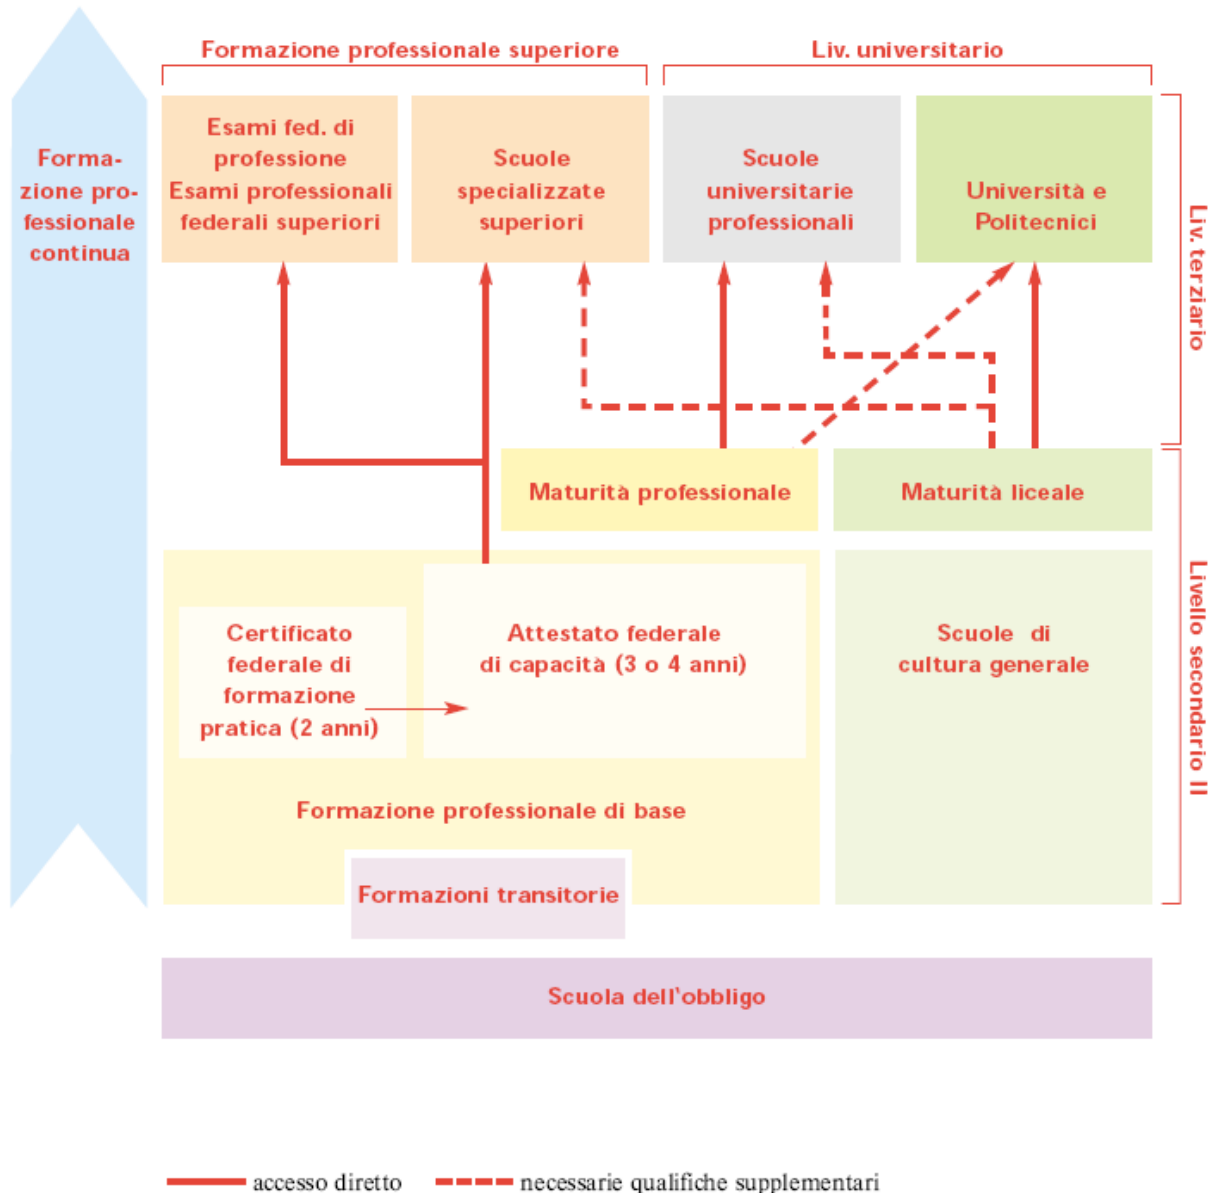 Formazione professionale superiore
Liv. universitario
Forma-
zione pro-
fessionale
continua
Esami fed. di
professione
Esami professionali
federali superiori
Scuole
specializzate
superiori
Scuole
universitarie
professionali
Università e
Politecnici
Liv. terziario
Maturità professionale
Maturità liceale
Certificato
federale di
formazione
pratica (2 anni)
Attestato federale
di capacità (3 o 4 anni)
Scuole di
cultura generale
Livello secondario II
Formazione professionale di base
Formazioni transitorie
Scuola dell'obbligo
accesso diretto
necessarie qualifiche supplementari